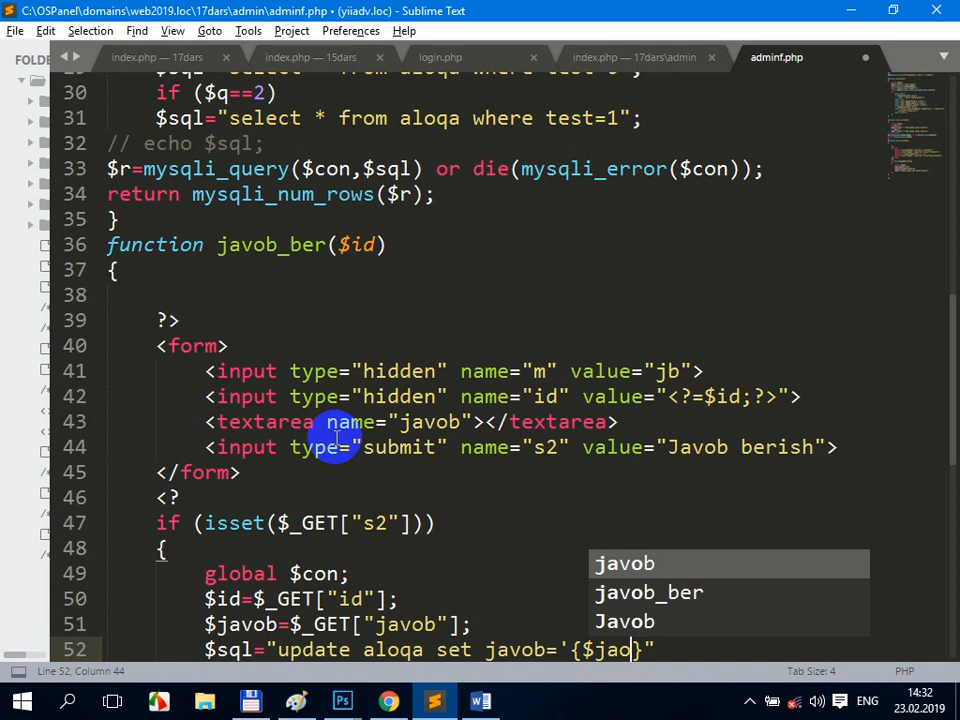 C:\OSPanel\domains\web2019.loc\17dars\admin\adminf.php • (yiiadv.loc) - Sublime Text
File Edit Selection Find View Goto Tools Project Preferences Help
FOLDE
index.php — 17dars × index.php — 15dars × login.php × index.php — 17dars\admin × adminf.php
30 if ($q==2)
31 $sql="select * from aloqa where test=1";
32 // echo $sql;
33 $r=mysqli_query($con,$sql) or die(mysqli_error($con));
34 return mysqli_num_rows($r);
35 }
36 function javob_ber($id)
37 {
38
39 ?>
40 <form>
41 <input type="hidden" name="m" value="jb">
42 <input type="hidden" name="id" value="<?=$id;?>">
43 <textarea name="javob"></textarea>
44 <input type="submit" name="s2" value="Javob berish">
45 </form>
46 <?
47 if (isset($_GET["s2"]))
48 {
49 global $con;
50 $id=$_GET["id"];
51 $javob=$_GET["javob"];
52 $sql="update aloqa set javob='{$jao}"
javob
javob_ber
Javob
Line 52, Column 44
Tab Size: 4
PHP
ENG
14:32
23.02.2019